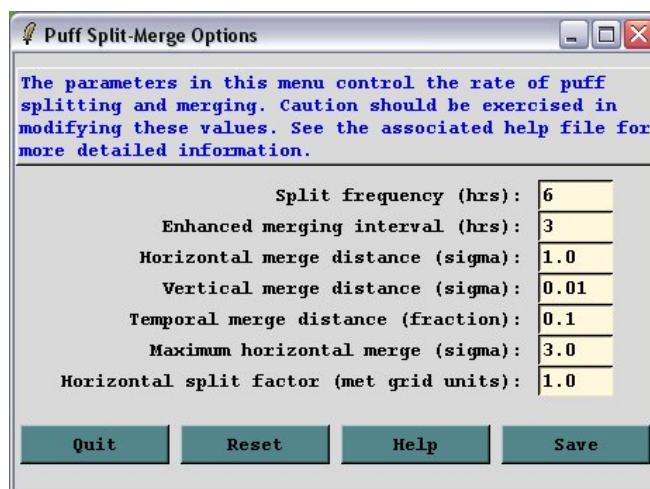 Puff Split-Merge Options
The parameters in this menu control the rate of puff
splitting and merging. Caution should be exercised in
modifying these values. See the associated help file for
more detailed information.
Split frequency (hrs): 6
Enhanced merging interval (hrs): 3
Horizontal merge distance (sigma): 1.0
Vertical merge distance (sigma): 0.01
Temporal merge distance (fraction): 0.1
Maximum horizontal merge (sigma): 3.0
Horizontal split factor (met grid units): 1.0
Quit Reset Help Save